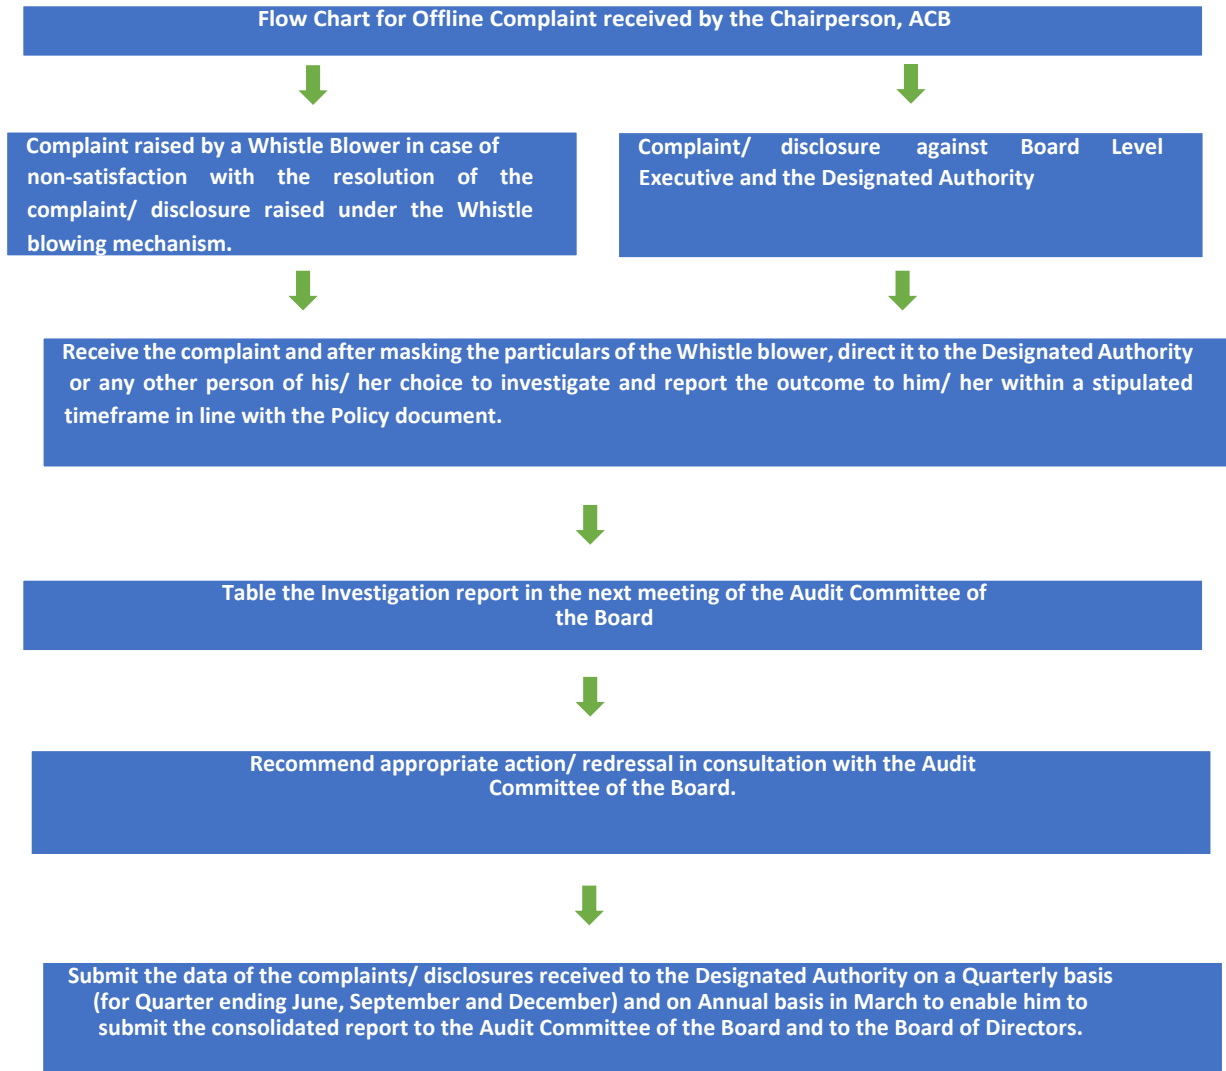 Flow Chart for Offline Complaint received by the Chairperson, ACB
Complaint raised by a Whistle Blower in case of
non-satisfaction with the resolution of the
complaint/ disclosure raised under the Whistle
blowing mechanism.
Complaint/ disclosure against Board Level
Executive and the Designated Authority
Receive the complaint and after masking the particulars of the Whistle blower, direct it to the Designated Authority
or any other person of his/ her choice to investigate and report the outcome to him/ her within a stipulated
timeframe in line with the Policy document.
Table the Investigation report in the next meeting of the Audit Committee of
the Board
Recommend appropriate action/ redressal in consultation with the Audit
Committee of the Board.
Submit the data of the complaints/ disclosures received to the Designated Authority on a Quarterly basis
(for Quarter ending June, September and December) and on Annual basis in March to enable him to
submit the consolidated report to the Audit Committee of the Board and to the Board of Directors.